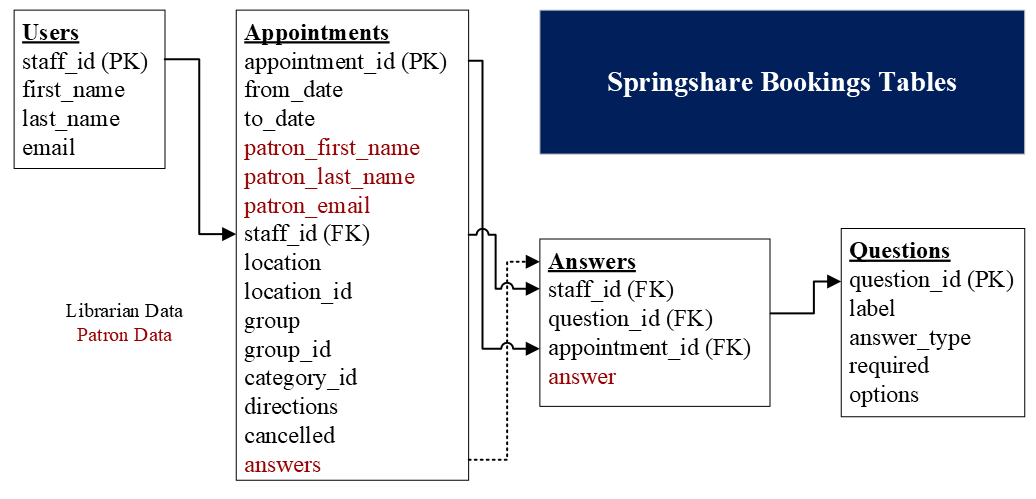 Users
staff_id (PK)
first_name
last_name
email
Appointments
appointment_id (PK)
from_date
to_date
patron_first_name
patron_last_name
patron_email
staff_id (FK)
location
location_id
group
group_id
category_id
directions
cancelled
answers
Springshare Bookings Tables
Answers
staff_id (FK)
question_id (FK)
appointment_id (FK)
answer
Questions
question_id (PK)
label
answer_type
required
options
Librarian Data
Patron Data